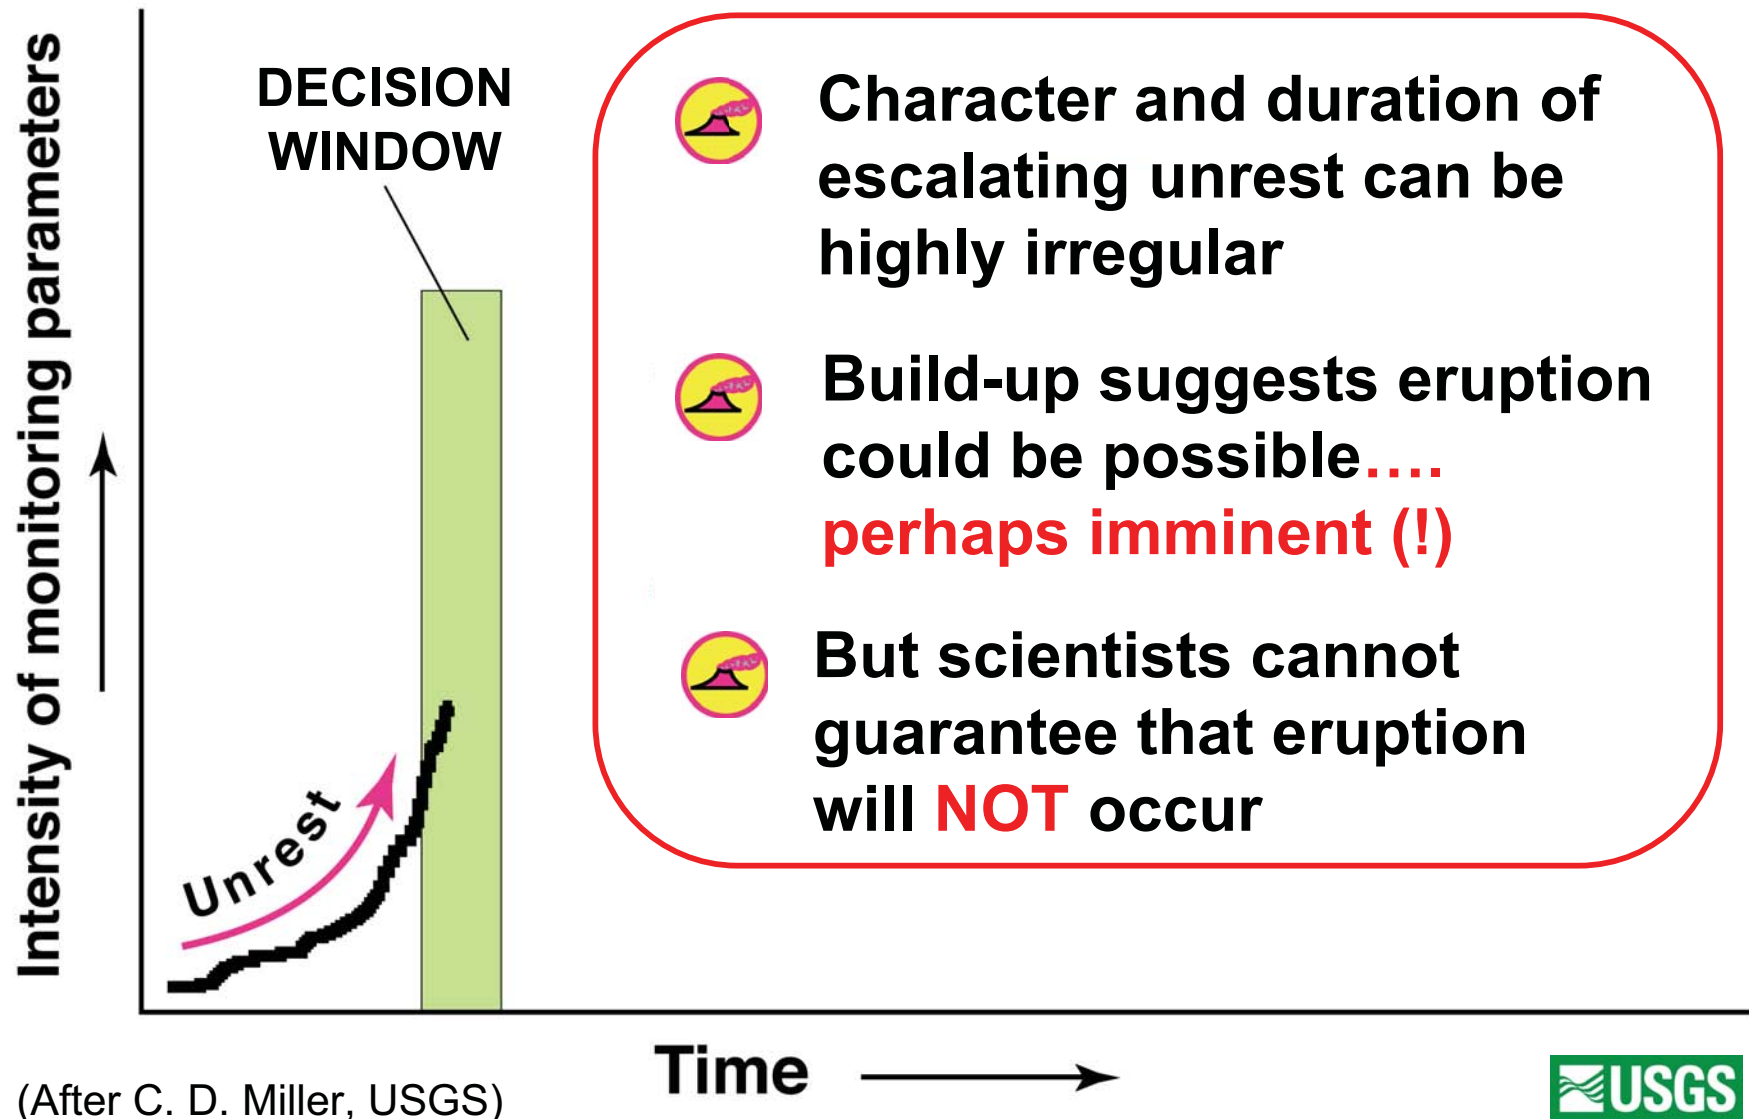 Intensity of monitoring parameters
DECISION
WINDOW
Unrest
Character and duration of
escalating unrest can be
highly irregular
Build-up suggests eruption
could be possible....
perhaps imminent (!)
But scientists cannot
guarantee that eruption
will NOT occur
Time
(After C. D. Miller, USGS)
USGS